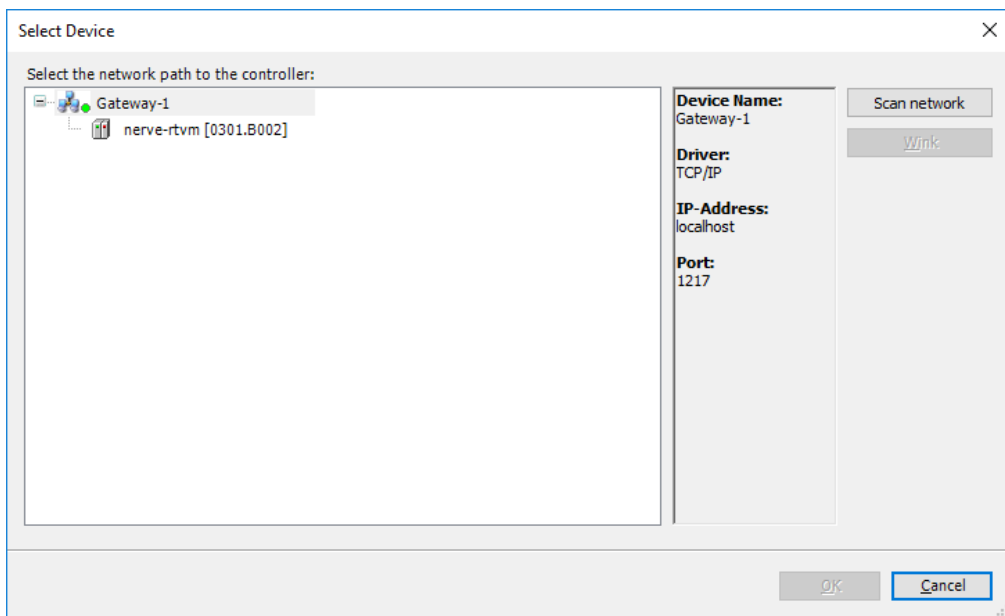 Select Device
Select the network path to the controller:
Gateway-1
nerve-rtvm [0301.B002]
Device Name:
Gateway-1
Driver:
TCP/IP
IP-Address:
localhost
Port:
1217
Scan network
Wink
OK
Cancel